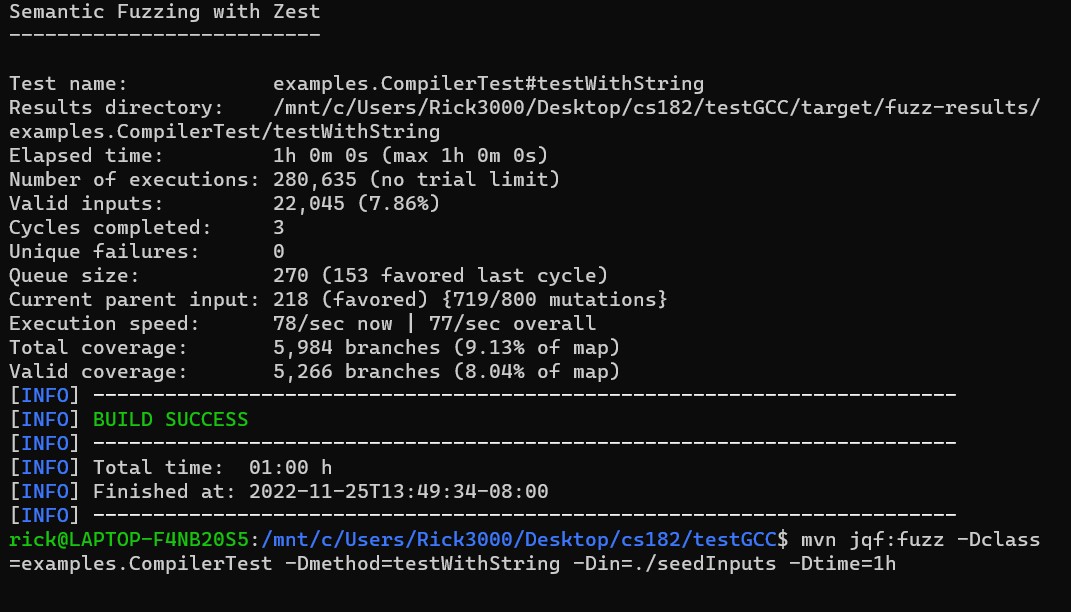 Semantic Fuzzing with Zest
--------------------------
Test name:            examples.CompilerTest#testWithString
Results directory:    /mnt/c/Users/Rick3000/Desktop/cs182/testGCC/target/fuzz-results/
examples.CompilerTest/testWithString
Elapsed time:         1h 0m 0s (max 1h 0m 0s)
Number of executions: 280,635 (no trial limit)
Valid inputs:         22,045 (7.86%)
Cycles completed:     3
Unique failures:      0
Queue size:           270 (153 favored last cycle)
Current parent input: 218 (favored) {719/800 mutations}
Execution speed:      78/sec now | 77/sec overall
Total coverage:       5,984 branches (9.13% of map)
Valid coverage:       5,266 branches (8.04% of map)
[INFO] ------------------------------------------------------------------------
[INFO] BUILD SUCCESS
[INFO] ------------------------------------------------------------------------
[INFO] Total time:  01:00 h
[INFO] Finished at: 2022-11-25T13:49:34-08:00
[INFO] ------------------------------------------------------------------------
rick@LAPTOP-F4NB20S5:/mnt/c/Users/Rick3000/Desktop/cs182/testGCC$ mvn jqf:fuzz -Dclass
=examples.CompilerTest -Dmethod=testWithString -Din=./seedInputs -Dtime=1h